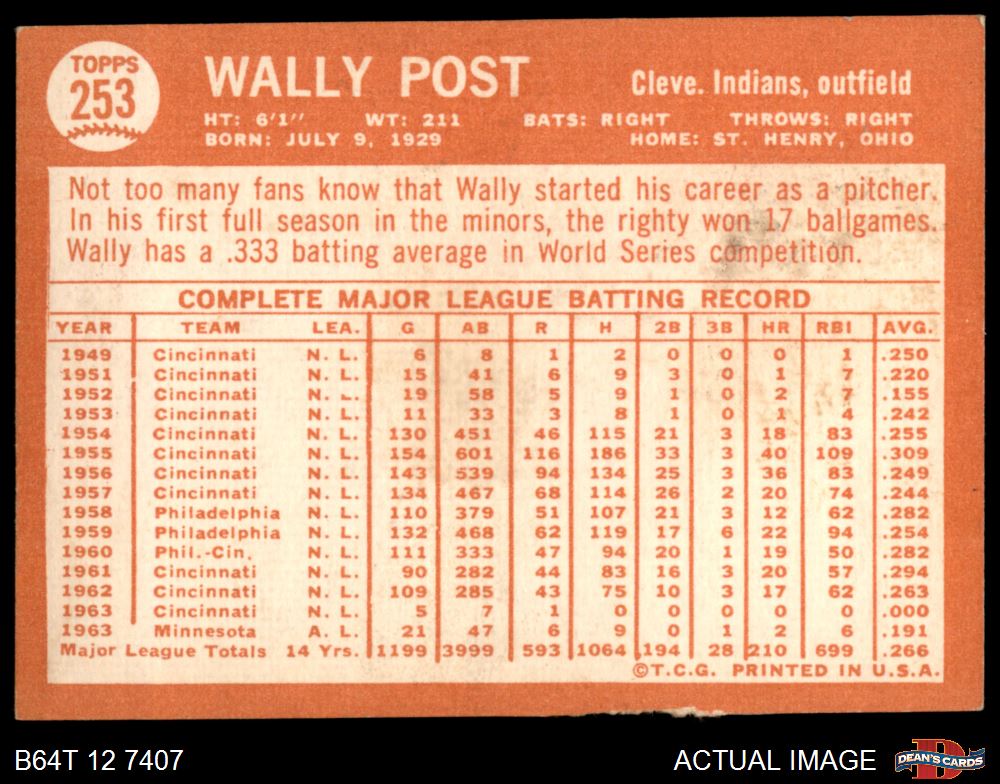 TOPPS
253
WALLY POST
Cleve. Indians, outfield
HT: 6'1'' WT: 211 BATS: RIGHT THROWS: RIGHT
BORN: JULY 9, 1929 HOME: ST. HENRY, OHIO
Not too many fans know that Wally started his career as a pitcher.
In his first full season in the minors, the righty won 17 ballgames.
Wally has a .333 batting average in World Series competition.
COMPLETE MAJOR LEAGUE BATTING RECORD
YEAR TEAM LEA. G AB R H 2B 3B HR RBI AVG.
1949 Cincinnati N. L. 6 8 1 2 0 0 0 1 .250
1951 Cincinnati N. L. 15 41 6 9 3 0 1 7 .220
1952 Cincinnati N. L. 19 58 5 9 1 0 2 7 .155
1953 Cincinnati N. L. 11 33 3 8 1 0 1 4 .242
1954 Cincinnati N. L. 130 451 46 115 21 3 18 83 .255
1955 Cincinnati N. L. 154 601 116 186 33 3 40 109 .309
1956 Cincinnati N. L. 143 539 94 134 25 3 36 83 .249
1957 Cincinnati N. L. 134 467 68 114 26 2 20 74 .244
1958 Philadelphia N. L. 110 379 51 107 21 3 12 62 .282
1959 Philadelphia N. L. 132 468 62 119 17 6 22 94 .254
1960 Phil.-Cin. N. L. 111 333 47 94 20 1 19 50 .282
1961 Cincinnati N. L. 90 282 44 83 16 3 20 57 .294
1962 Cincinnati N. L. 109 285 43 75 10 3 17 62 .263
1963 Cincinnati N. L. 5 7 1 0 0 0 0 0 .000
1963 Minnesota A. L. 21 47 6 9 0 1 2 6 .191
Major League Totals 14 Yrs. 1199 3999 593 1064 194 28 210 699 .266
©T.C.G. PRINTED IN U.S.A.
B64T 12 7407
ACTUAL IMAGE
DEAN'S CARDS